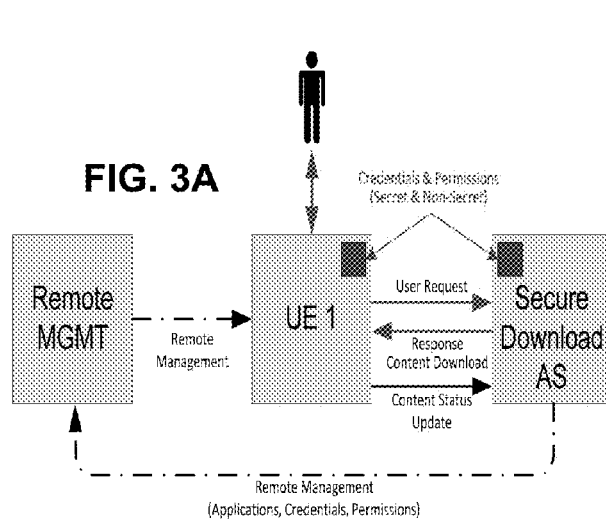 FIG. 3A
Credentials & Permissions
(Secret & Non-Secret)
Remote
MGMT
Remote
Management
UE 1
User Request
Response
Content Download
Content Status
Update
Secure
Download
AS
Remote Management
(Applications, Credentials, Permissions)